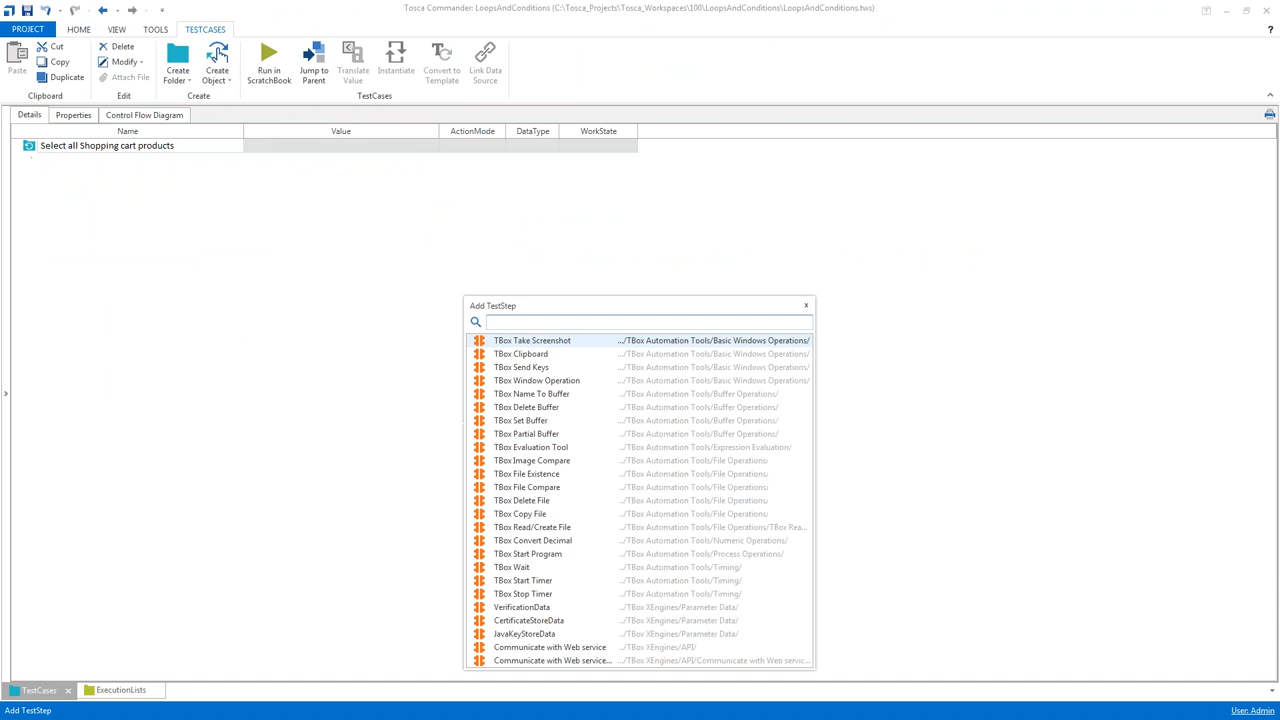 Tosca Commander: LoopsAndConditions (C:\Tosca_Projects\Tosca_Workspaces\100\LoopsAndConditions\LoopsAndConditions.tws)
PROJECT HOME VIEW TOOLS TESTCASES
Paste Cut Copy Duplicate
Delete Modify Attach File
Create Folder Create Object
Run in ScratchBook Jump to Parent Translate Value Instantiate Convert to Template Link Data Source
Clipboard Edit Create TestCases
Details Properties Control Flow Diagram
Name Value ActionMode DataType WorkState
Select all Shopping cart products
Add TestStep x
TBox Take Screenshot .../TBox Automation Tools/Basic Windows Operations/
TBox Clipboard .../TBox Automation Tools/Basic Windows Operations/
TBox Send Keys .../TBox Automation Tools/Basic Windows Operations/
TBox Window Operation .../TBox Automation Tools/Basic Windows Operations/
TBox Name To Buffer .../TBox Automation Tools/Buffer Operations/
TBox Delete Buffer .../TBox Automation Tools/Buffer Operations/
TBox Set Buffer .../TBox Automation Tools/Buffer Operations/
TBox Partial Buffer .../TBox Automation Tools/Buffer Operations/
TBox Evaluation Tool .../TBox Automation Tools/Expression Evaluation/
TBox Image Compare .../TBox Automation Tools/File Operations/
TBox File Existence .../TBox Automation Tools/File Operations/
TBox File Compare .../TBox Automation Tools/File Operations/
TBox Delete File .../TBox Automation Tools/File Operations/
TBox Copy File .../TBox Automation Tools/File Operations/
TBox Read/Create File .../TBox Automation Tools/File Operations/TBox Rea...
TBox Convert Decimal .../TBox Automation Tools/Numeric Operations/
TBox Start Program .../TBox Automation Tools/Process Operations/
TBox Wait .../TBox Automation Tools/Timing/
TBox Start Timer .../TBox Automation Tools/Timing/
TBox Stop Timer .../TBox Automation Tools/Timing/
VerificationData .../TBox XEngines/Parameter Data/
CertificateStoreData .../TBox XEngines/Parameter Data/
JavaKeyStoreData .../TBox XEngines/Parameter Data/
Communicate with Web service .../TBox XEngines/API/
Communicate with Web service... .../TBox XEngines/API/Communicate with Web servic...
TestCases x ExecutionLists
Add TestStep User: Admin